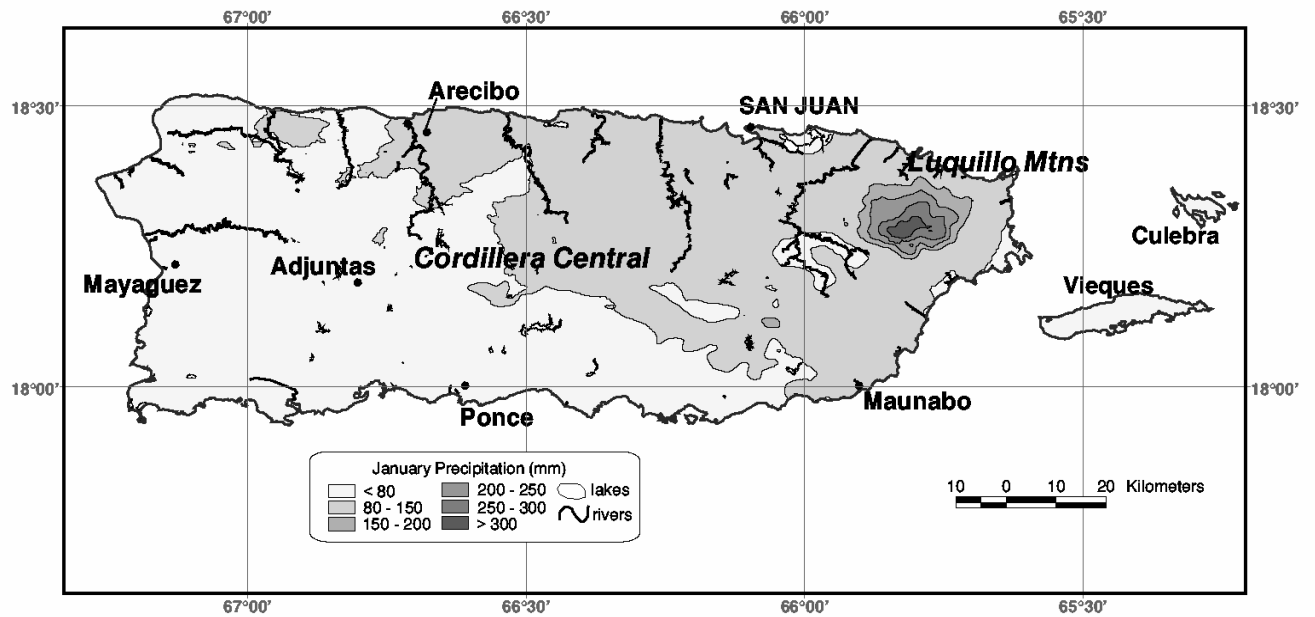 67°00'
66°30'
66°00'
65°30'
18°30'
Arecibo
SAN JUAN
18°30'
Luquillo Mtns
Culebra
Mayaguez
Adjuntas
Cordillera Central
Vieques
18°00'
Ponce
Maunabo
18°00'
January Precipitation (mm)
< 80
200 - 250
lakes
80 - 150
250 - 300
rivers
150 - 200
> 300
10 0 10 20 Kilometers
67°00'
66°30'
66°00'
65°30'